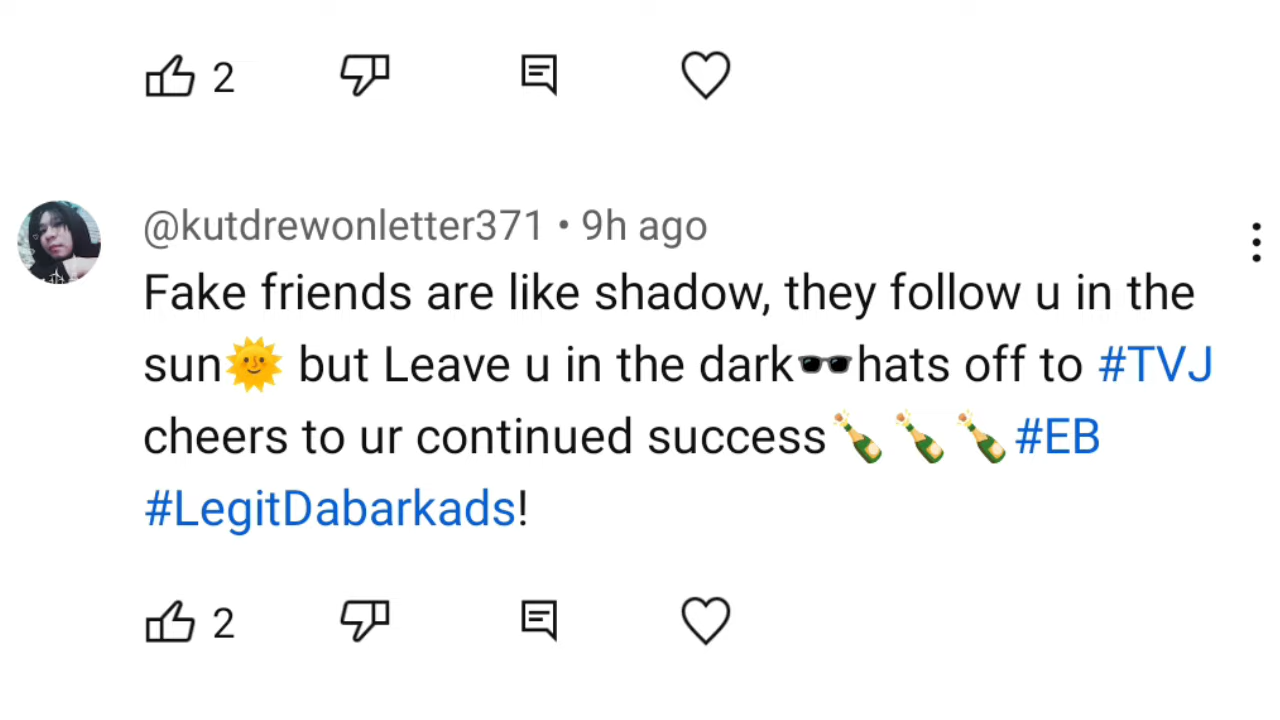 2
@kutdrewonletter371 • 9h ago
Fake friends are like shadow, they follow u in the
sun🌞 but Leave u in the dark🕶️hats off to #TVJ
cheers to ur continued success🍾🍾🍾#EB
#LegitDabarkads!
2